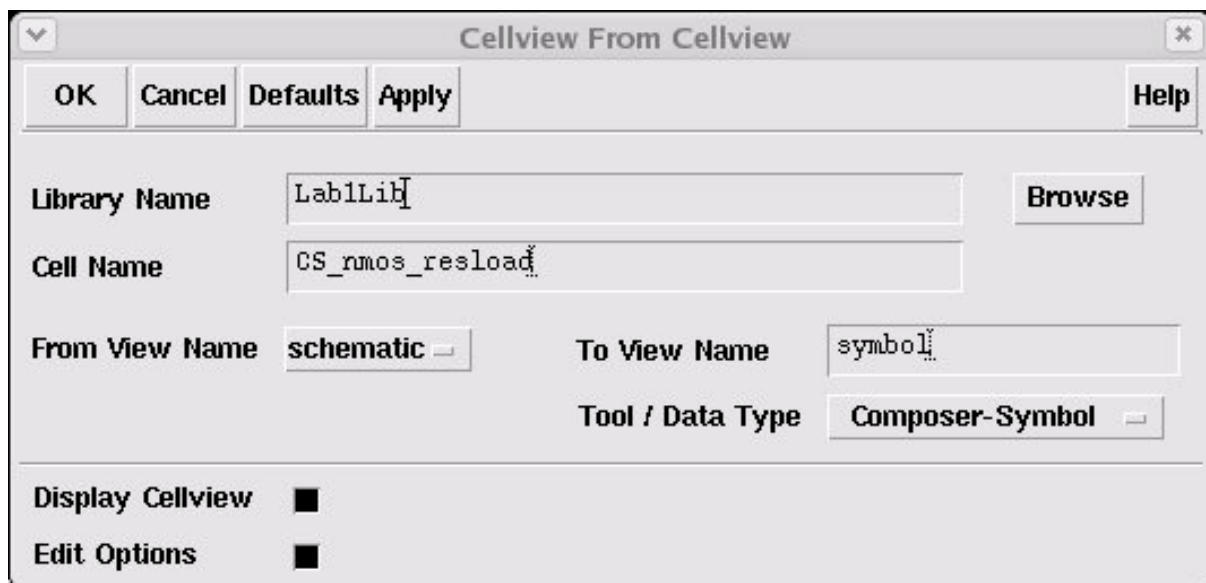 Cellview From Cellview
OK Cancel Defaults Apply Help
Library Name Lab1Lib Browse
Cell Name CS_nmos_resload
From View Name schematic To View Name symbol
Tool / Data Type Composer-Symbol
Display Cellview
Edit Options